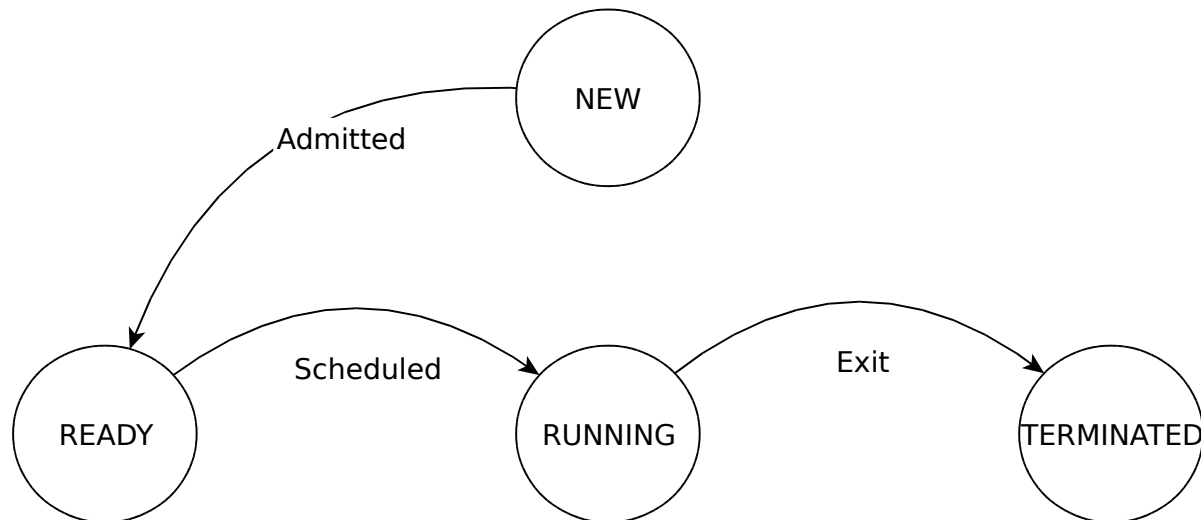 NEW
Admitted
Scheduled
Exit
READY
RUNNING
TERMINATED